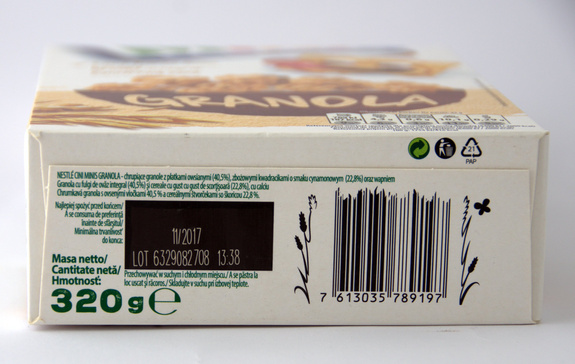 GRANOLA
21
PAP
NESTLÉ CINI MINIS GRANOLA - chrupiące granole z płatkami owsianymi (40,5%), zbożowymi kwadracikami o smaku cynamonowym (22,8%) oraz wapniem
Granola cu fulgi de ovăz integral (40,5%) și cereale cu gust cu gust de scorțișoară (22,8%), cu calciu
Chrumkavá granola s ovsenými vločkami 40,5 % a cereálnymi štvorčekami so škoricou 22,8 %.
Najlepiej spożyć przed końcem/
A se consuma de preferință
înainte de sfârșitul/
Minimálna trvanlivosť
do konca:
11/2017
LOT 6329082708 13:38
Masa netto/
Cantitate netă/
Hmotnosť:
320 g e
Przechowywać w suchym i chłodnym miejscu./ A se păstra la
loc uscat și răcoros./ Skladujte v suchu pri izbovej teplote.
7 613035 789197